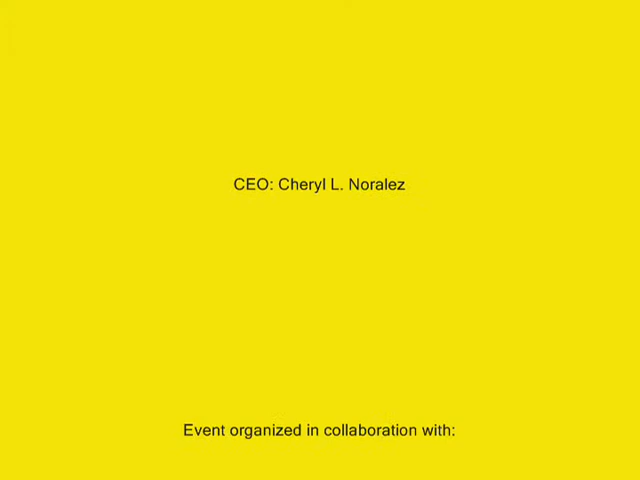 CEO: Cheryl L. Noralez
Event organized in collaboration with: